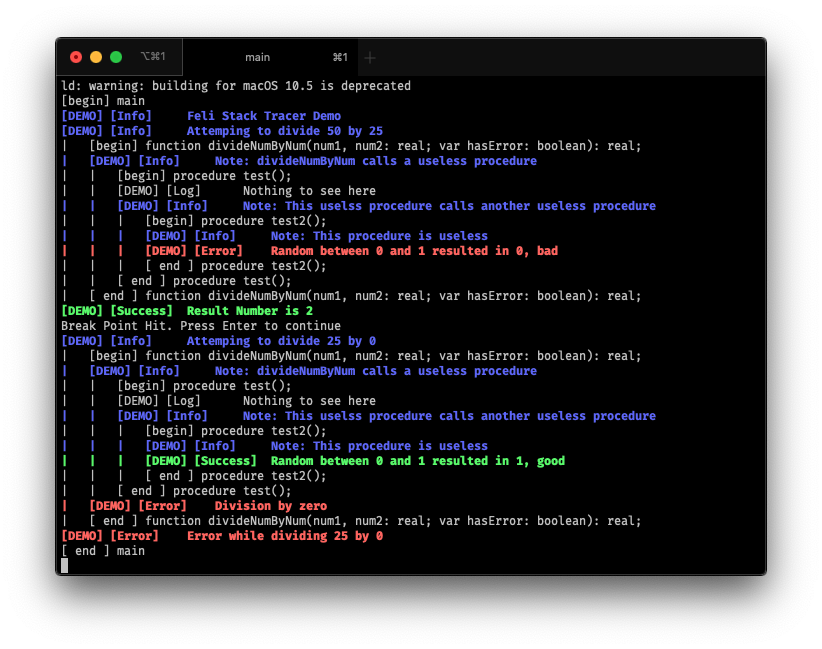 ⌥⌘1 main ⌘1 +
ld: warning: building for macOS 10.5 is deprecated
[begin] main
[DEMO] [Info]     Feli Stack Tracer Demo
[DEMO] [Info]     Attemping to divide 50 by 25
|   [begin] function divideNumByNum(num1, num2: real; var hasError: boolean): real;
|   [DEMO] [Info]     Note: divideNumByNum calls a useless procedure
|   |   [begin] procedure test();
|   |   [DEMO] [Log]      Nothing to see here
|   |   [DEMO] [Info]     Note: This uselss procedure calls another useless procedure
|   |   |   [begin] procedure test2();
|   |   |   [DEMO] [Info]     Note: This procedure is useless
|   |   |   [DEMO] [Error]    Random between 0 and 1 resulted in 0, bad
|   |   |   [ end ] procedure test2();
|   |   [ end ] procedure test();
|   [ end ] function divideNumByNum(num1, num2: real; var hasError: boolean): real;
[DEMO] [Success]  Result Number is 2
Break Point Hit. Press Enter to continue
[DEMO] [Info]     Attemping to divide 25 by 0
|   [begin] function divideNumByNum(num1, num2: real; var hasError: boolean): real;
|   [DEMO] [Info]     Note: divideNumByNum calls a useless procedure
|   |   [begin] procedure test();
|   |   [DEMO] [Log]      Nothing to see here
|   |   [DEMO] [Info]     Note: This uselss procedure calls another useless procedure
|   |   |   [begin] procedure test2();
|   |   |   [DEMO] [Info]     Note: This procedure is useless
|   |   |   [DEMO] [Success]  Random between 0 and 1 resulted in 1, good
|   |   |   [ end ] procedure test2();
|   |   [ end ] procedure test();
|   [DEMO] [Error]    Division by zero
|   [ end ] function divideNumByNum(num1, num2: real; var hasError: boolean): real;
[DEMO] [Error]    Error while dividing 25 by 0
[ end ] main